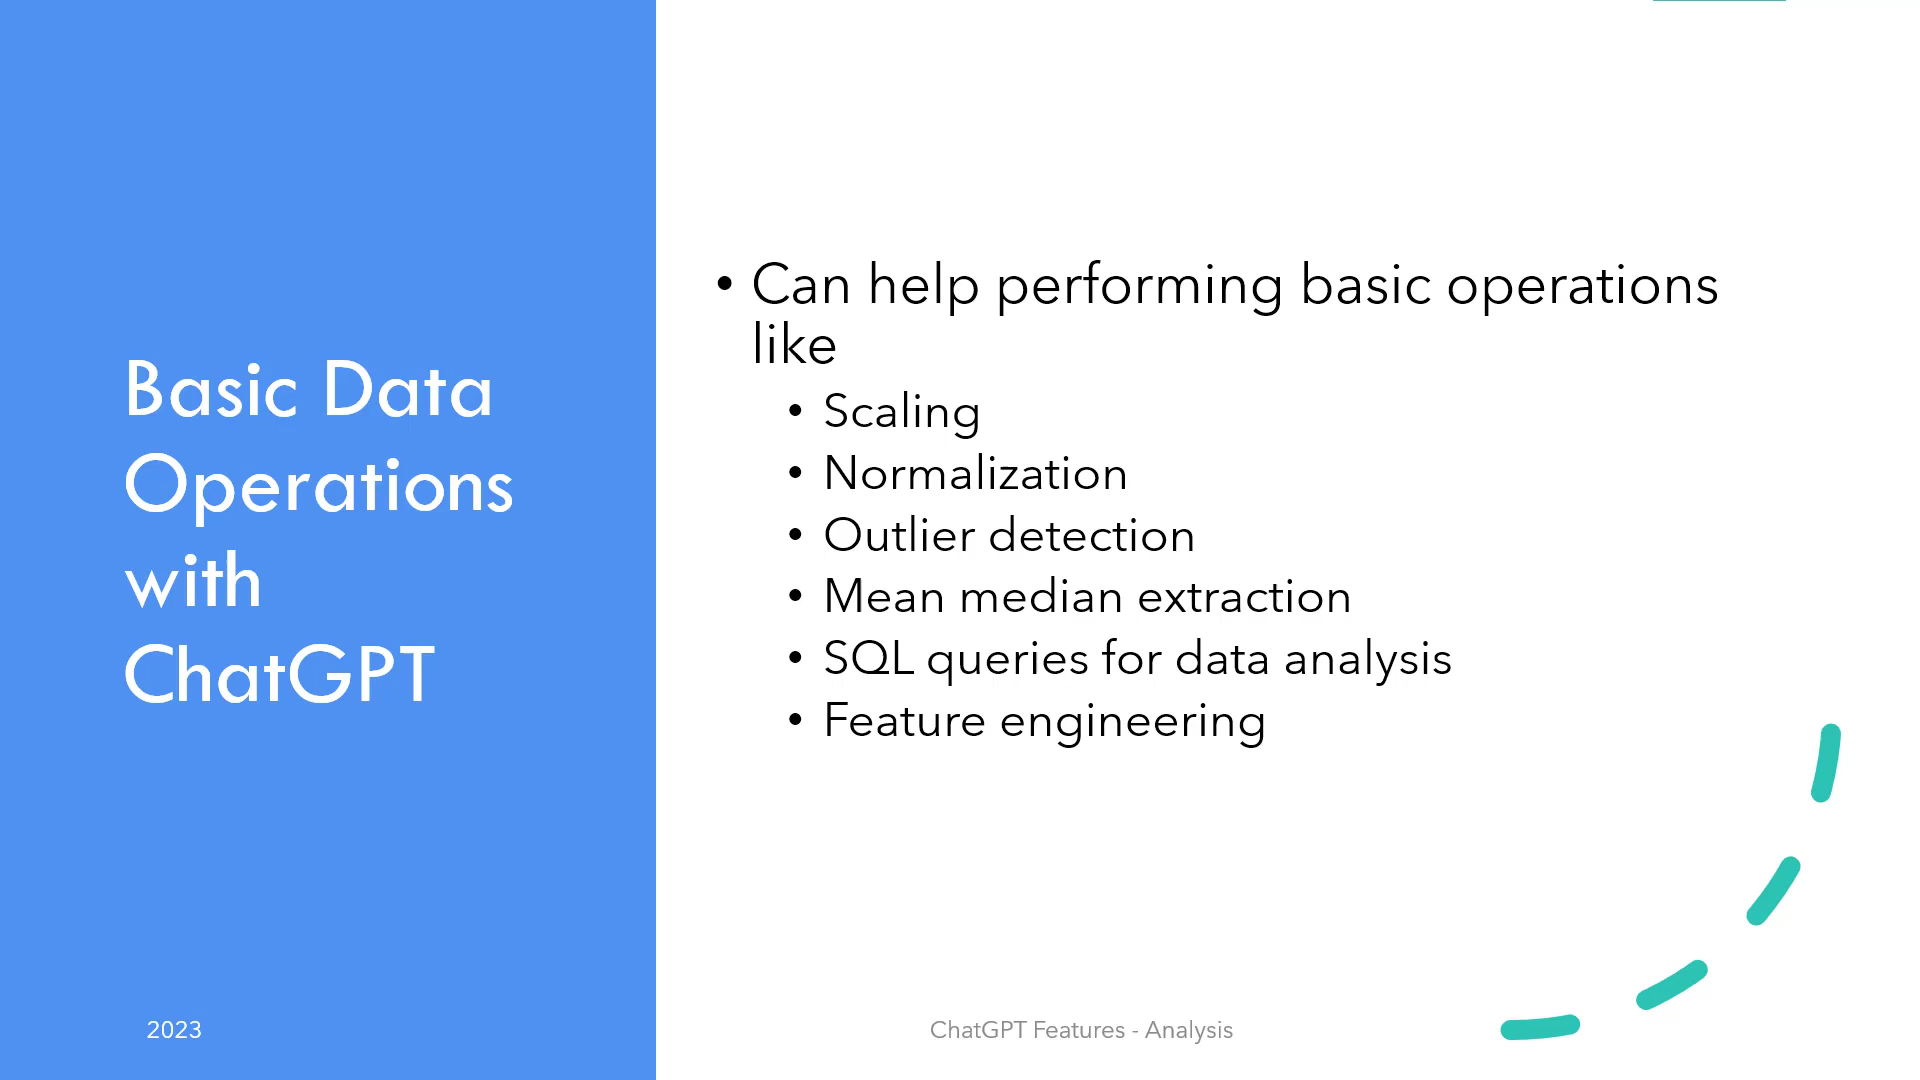 Basic Data
Operations
with
ChatGPT
• Can help performing basic operations
like
• Scaling
• Normalization
• Outlier detection
• Mean median extraction
• SQL queries for data analysis
• Feature engineering
2023
ChatGPT Features - Analysis